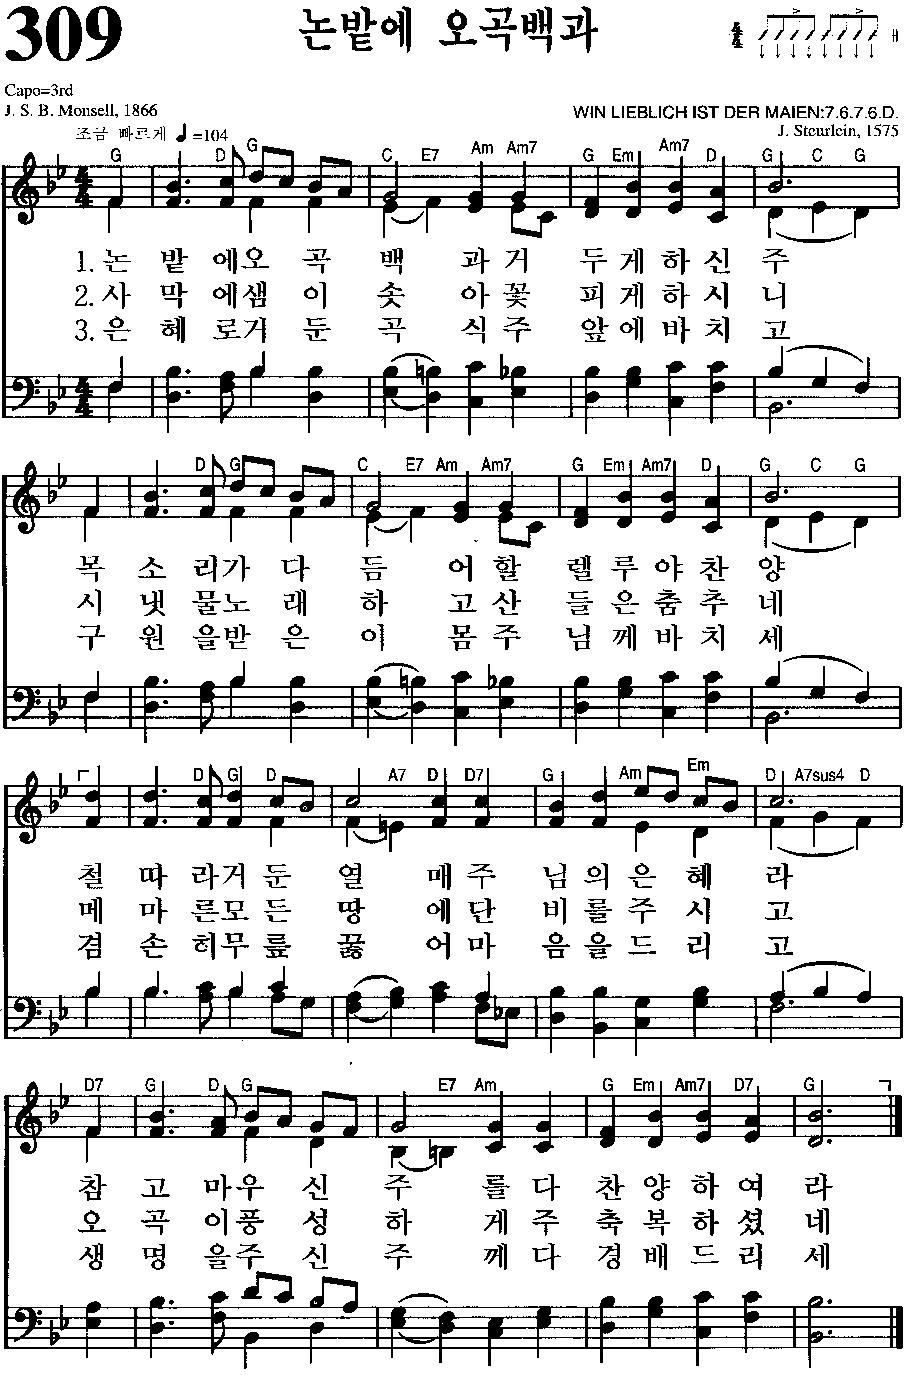 309 논밭에 오곡백과
Capo=3rd
J. S. B. Monsell, 1866 WIN LIEBLICH IST DER MAIEN:7.6.7.6.D.
조금 빠르게 ♩=104 J. Steurlein, 1575
G D G C E7 Am Am7 G Em Am7 D G C G
4/4
1. 논 밭 에오 곡 백 과거 두게하신 주
2. 사 막 에샘 이 솟 아꽃 피게하시 니
3. 은 혜 로거 둔 곡 식주 앞에바치 고
4/4
D G C E7 Am Am7 G Em Am7 D G C G
목 소 리가 다 듬 어할 렐루야찬 양
시 냇 물노 래 하 고산 들은춤추 네
구 원 을받 은 이 몸주 님께바치 세
D G D A7 D D7 G Am Em D A7sus4 D
철 따 라거 둔 열 매주 님의은혜 라
메 마 른모 든 땅 에단 비를주시 고
겸 손 히무 릎 꿇 어마 음을드리 고
D7 G D G E7 Am G Em Am7 D7 G
참 고 마우 신 주 를다 찬양하여 라
오 곡 이풍 성 하 게주 축복하셨 네
생 명 을주 신 주 께다 경배드리 세